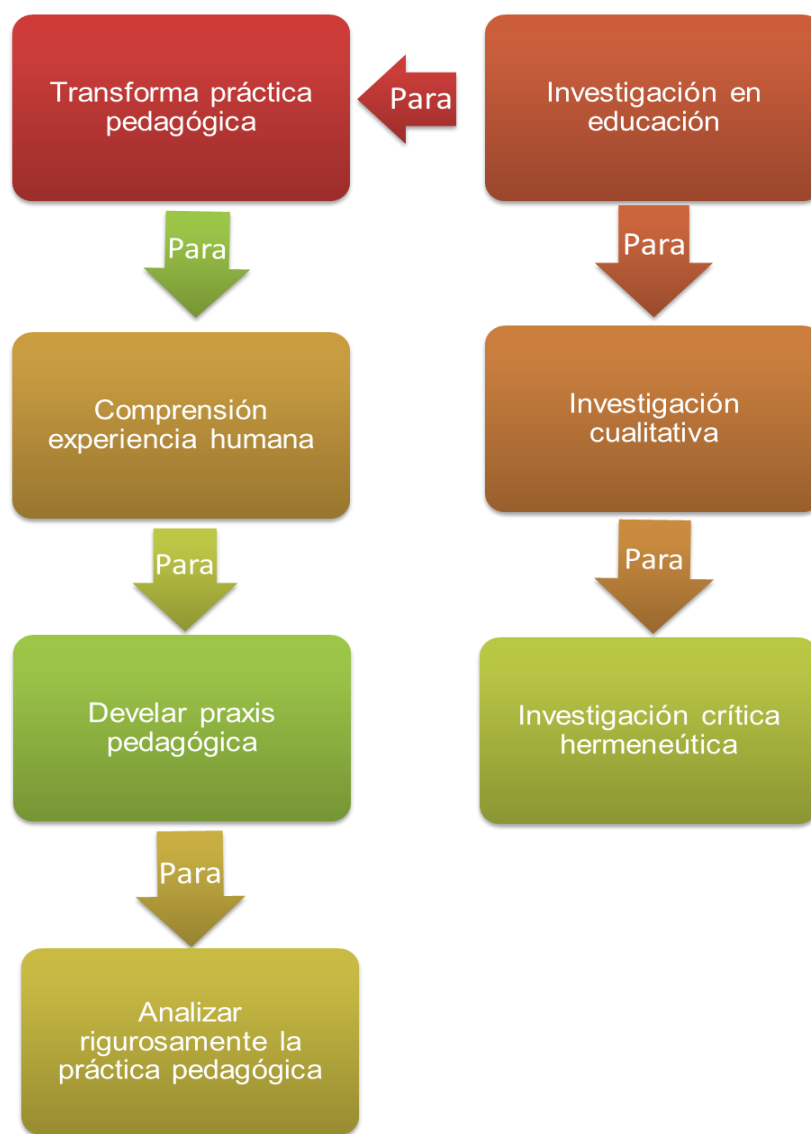 Transforma práctica
pedagógica
Para
Investigación en
educación
Para
Para
Comprensión
experiencia humana
Investigación
cualitativa
Para
Para
Develar praxis
pedagógica
Investigación crítica
hermeneútica
Para
Analizar
rigurosamente la
práctica pedagógica